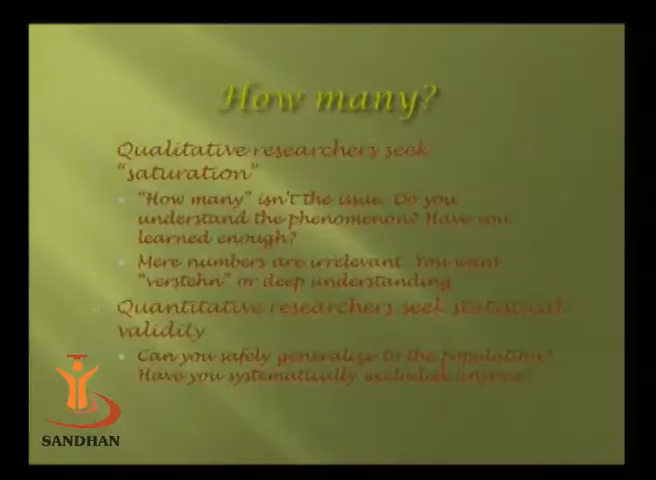 How many?
Qualitative researchers seek
"saturation"
"How many" isn't the issue. Do you
understand the phenomenon? Have you
learned enough?
Mere numbers are irrelevant. You want
"verstehn" or deep understanding
Quantitative researchers seek statistical
validity
Can you safely generalize to the population?
Have you systematically excluded anyone?
SANDHAN